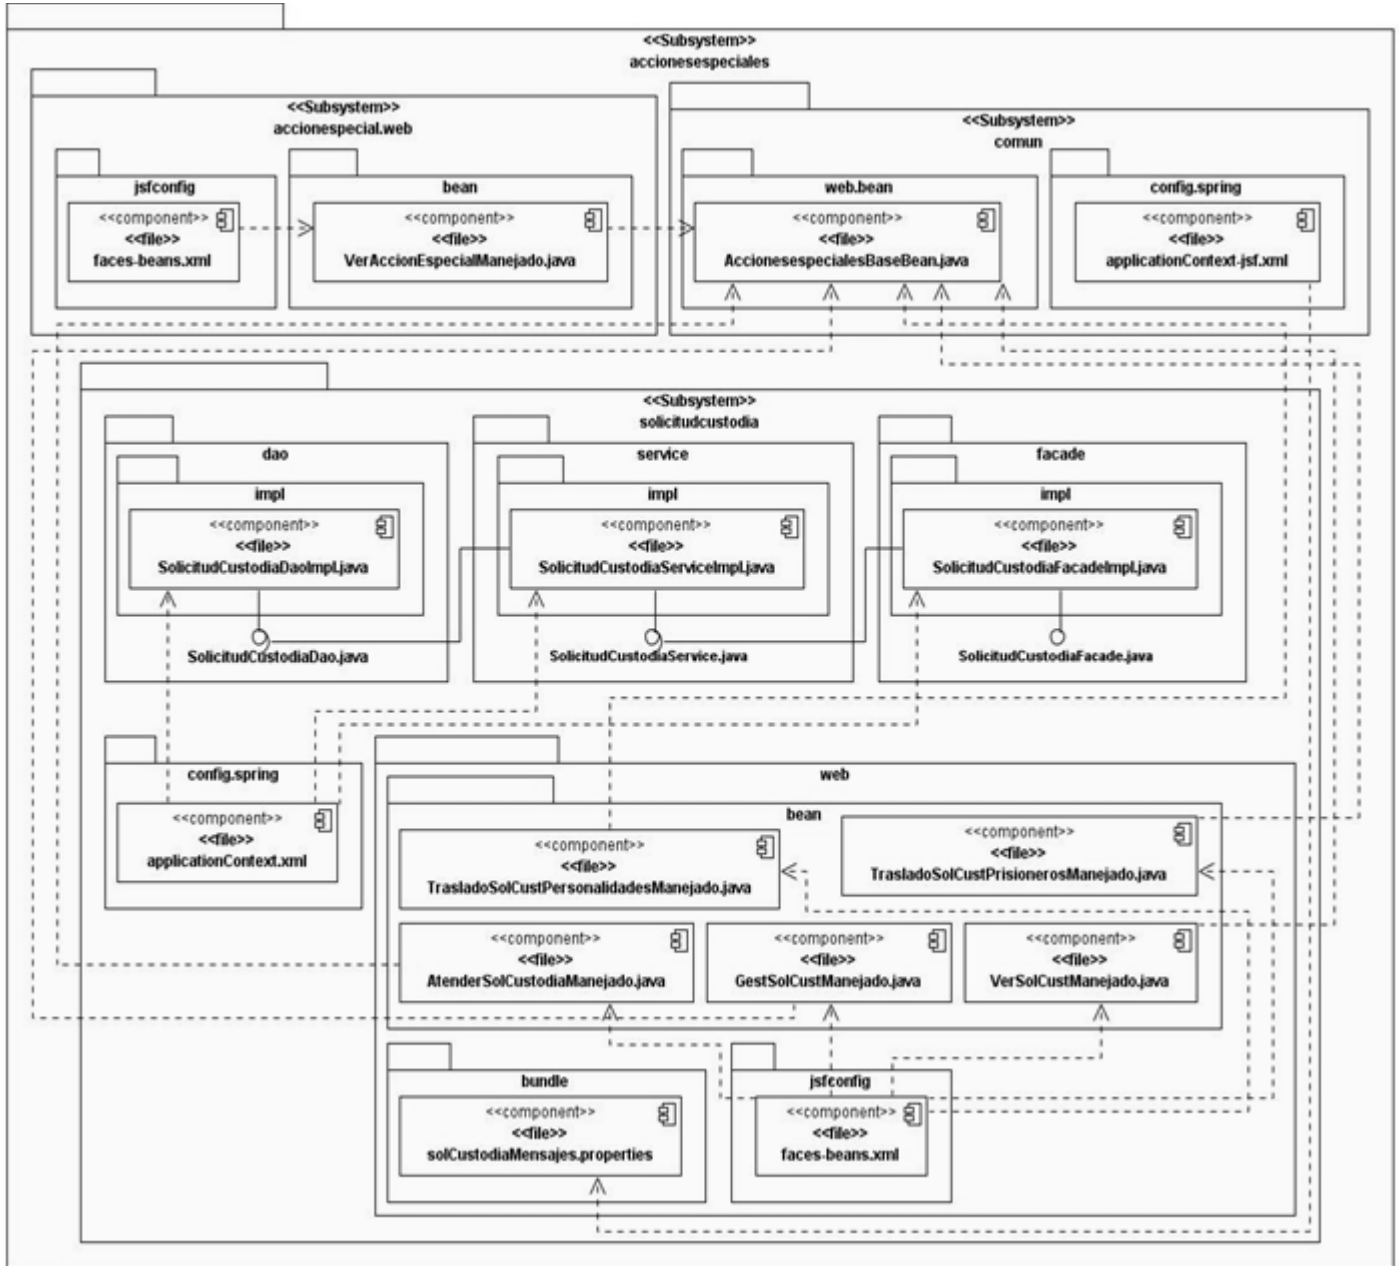 <<Subsystem>>
accionesespeciales
<<Subsystem>>
accionespecial.web
jsfconfig
<<component>>
<<file>>
faces-beans.xml
bean
<<component>>
<<file>>
VerAccionEspecialManejado.java
<<Subsystem>>
comun
web.bean
<<component>>
<<file>>
AccionesespecialesBaseBean.java
config.spring
<<component>>
<<file>>
applicationContext-jsf.xml
<<Subsystem>>
solicitudcustodia
dao
impl
<<component>>
<<file>>
SolicitudCustodiaDaoImpl.java
SolicitudCustodiaDao.java
service
impl
<<component>>
<<file>>
SolicitudCustodiaServiceImpl.java
SolicitudCustodiaService.java
facade
impl
<<component>>
<<file>>
SolicitudCustodiaFacadeImpl.java
SolicitudCustodiaFacade.java
config.spring
<<component>>
<<file>>
applicationContext.xml
web
bean
<<component>>
<<file>>
TrasladoSolCustPersonalidadesManejado.java
<<component>>
<<file>>
TrasladoSolCustPrisionerosManejado.java
<<component>>
<<file>>
AtenderSolCustodiaManejado.java
<<component>>
<<file>>
GestSolCustManejado.java
<<component>>
<<file>>
VerSolCustManejado.java
bundle
<<component>>
<<file>>
solCustodiaMensajes.properties
jsfconfig
<<component>>
<<file>>
faces-beans.xml